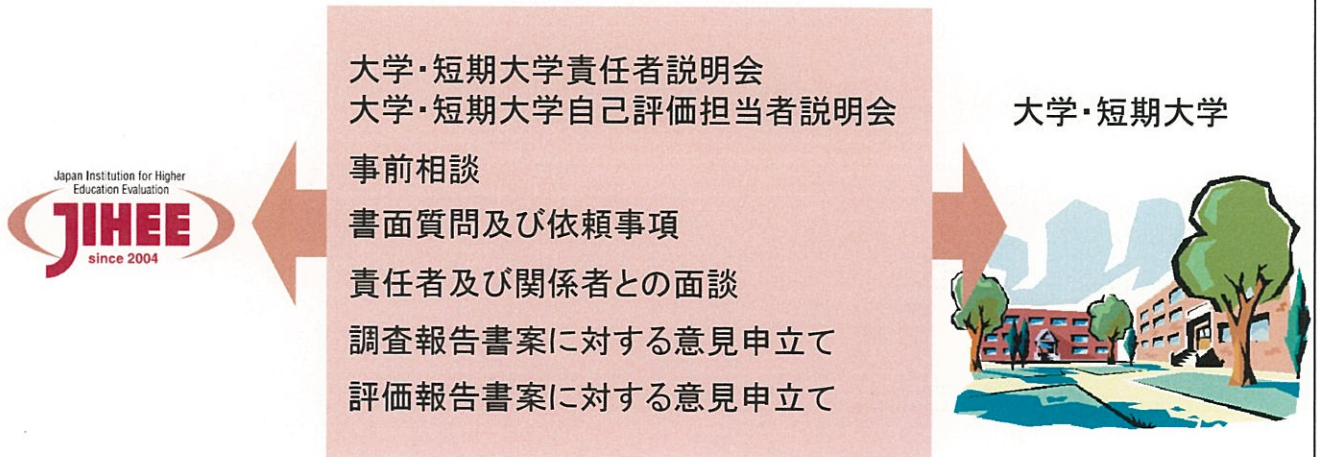 大学・短期大学責任者説明会
大学・短期大学自己評価担当者説明会
事前相談
書面質問及び依頼事項
責任者及び関係者との面談
調査報告書案に対する意見申立て
評価報告書案に対する意見申立て
Japan Institution for Higher
Education Evaluation
JIHEE
since 2004
大学・短期大学